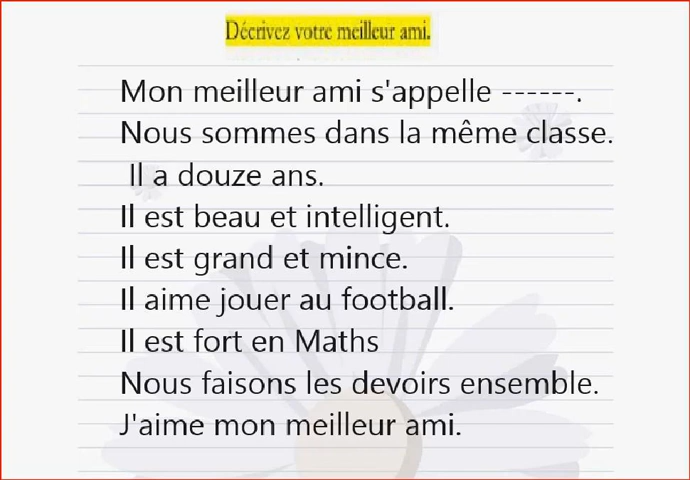 Décrivez votre meilleur ami.
Mon meilleur ami s'appelle ------.
Nous sommes dans la même classe.
Il a douze ans.
Il est beau et intelligent.
Il est grand et mince.
Il aime jouer au football.
Il est fort en Maths
Nous faisons les devoirs ensemble.
J'aime mon meilleur ami.